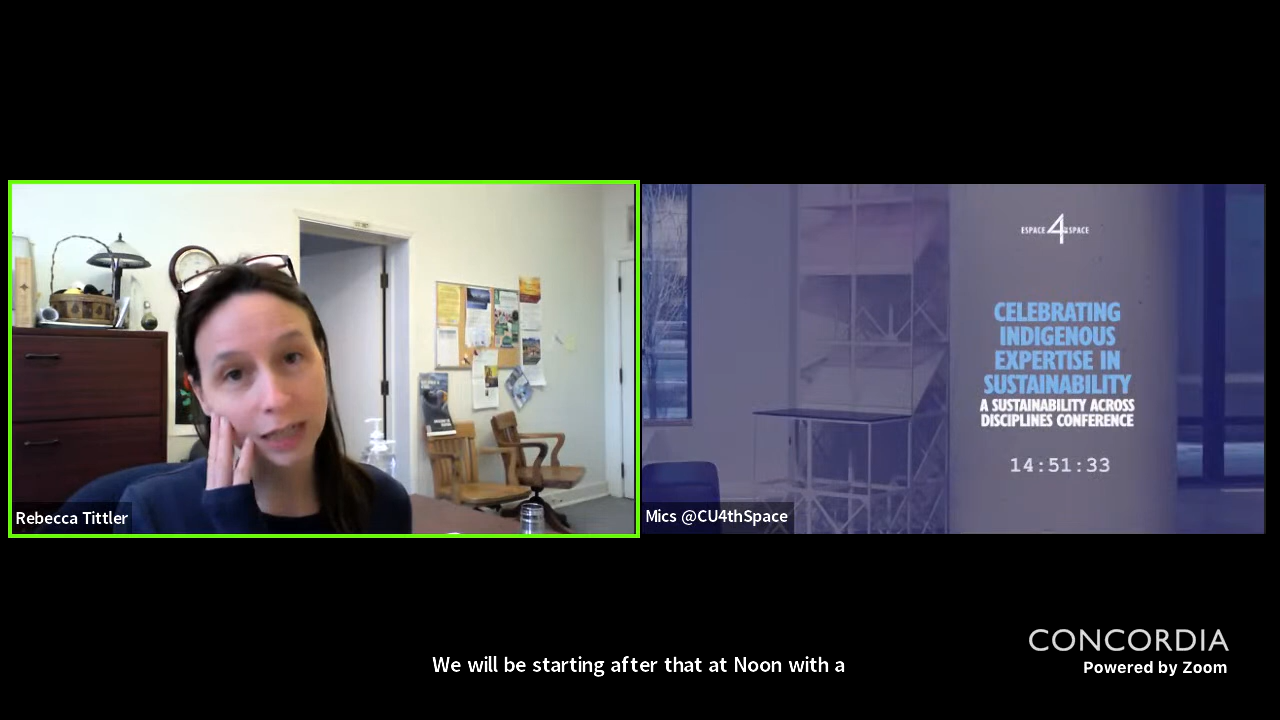 Rebecca Tittler
ESPACE 4 SPACE
CELEBRATING
INDIGENOUS
EXPERTISE IN
SUSTAINABILITY
A SUSTAINABILITY ACROSS
DISCIPLINES CONFERENCE
14:51:33
Mics @CU4thSpace
We will be starting after that at Noon with a
CONCORDIA
Powered by Zoom